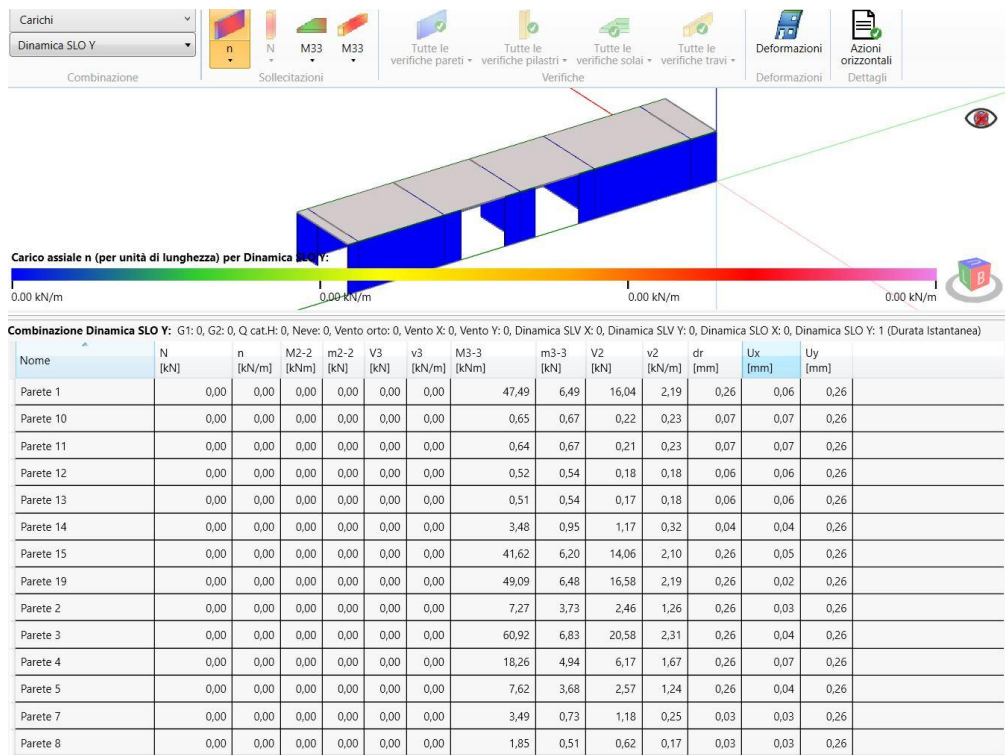 Carichi
Dinamica SLO Y
Combinazione
n N M33 M33
Sollecitazioni
Tutte le verifiche pareti
Tutte le verifiche pilastri
Tutte le verifiche solai
Tutte le verifiche travi
Verifiche
Deformazioni
Deformazioni
Azioni orizzontali
Dettagli
Carico assiale n (per unità di lunghezza) per Dinamica SLO Y:
0.00 kN/m 0.00 kN/m 0.00 kN/m 0.00 kN/m
L B
Combinazione Dinamica SLO Y: G1: 0, G2: 0, Q cat.H: 0, Neve: 0, Vento orto: 0, Vento X: 0, Vento Y: 0, Dinamica SLV X: 0, Dinamica SLV Y: 0, Dinamica SLO X: 0, Dinamica SLO Y: 1 (Durata Istantanea)
Nome N [kN] n [kN/m] M2-2 [kNm] m2-2 [kN] V3 [kN] v3 [kN/m] M3-3 [kNm] m3-3 [kN] V2 [kN] v2 [kN/m] dr [mm] Ux [mm] Uy [mm]
Parete 1 0,00 0,00 0,00 0,00 0,00 0,00 47,49 6,49 16,04 2,19 0,26 0,06 0,26
Parete 10 0,00 0,00 0,00 0,00 0,00 0,00 0,65 0,67 0,22 0,23 0,07 0,07 0,26
Parete 11 0,00 0,00 0,00 0,00 0,00 0,00 0,64 0,67 0,21 0,23 0,07 0,07 0,26
Parete 12 0,00 0,00 0,00 0,00 0,00 0,00 0,52 0,54 0,18 0,18 0,06 0,06 0,26
Parete 13 0,00 0,00 0,00 0,00 0,00 0,00 0,51 0,54 0,17 0,18 0,06 0,06 0,26
Parete 14 0,00 0,00 0,00 0,00 0,00 0,00 3,48 0,95 1,17 0,32 0,04 0,04 0,26
Parete 15 0,00 0,00 0,00 0,00 0,00 0,00 41,62 6,20 14,06 2,10 0,26 0,05 0,26
Parete 19 0,00 0,00 0,00 0,00 0,00 0,00 49,09 6,48 16,58 2,19 0,26 0,02 0,26
Parete 2 0,00 0,00 0,00 0,00 0,00 0,00 7,27 3,73 2,46 1,26 0,26 0,03 0,26
Parete 3 0,00 0,00 0,00 0,00 0,00 0,00 60,92 6,83 20,58 2,31 0,26 0,04 0,26
Parete 4 0,00 0,00 0,00 0,00 0,00 0,00 18,26 4,94 6,17 1,67 0,26 0,07 0,26
Parete 5 0,00 0,00 0,00 0,00 0,00 0,00 7,62 3,68 2,57 1,24 0,26 0,04 0,26
Parete 7 0,00 0,00 0,00 0,00 0,00 0,00 3,49 0,73 1,18 0,25 0,03 0,03 0,26
Parete 8 0,00 0,00 0,00 0,00 0,00 0,00 1,85 0,51 0,62 0,17 0,03 0,03 0,26